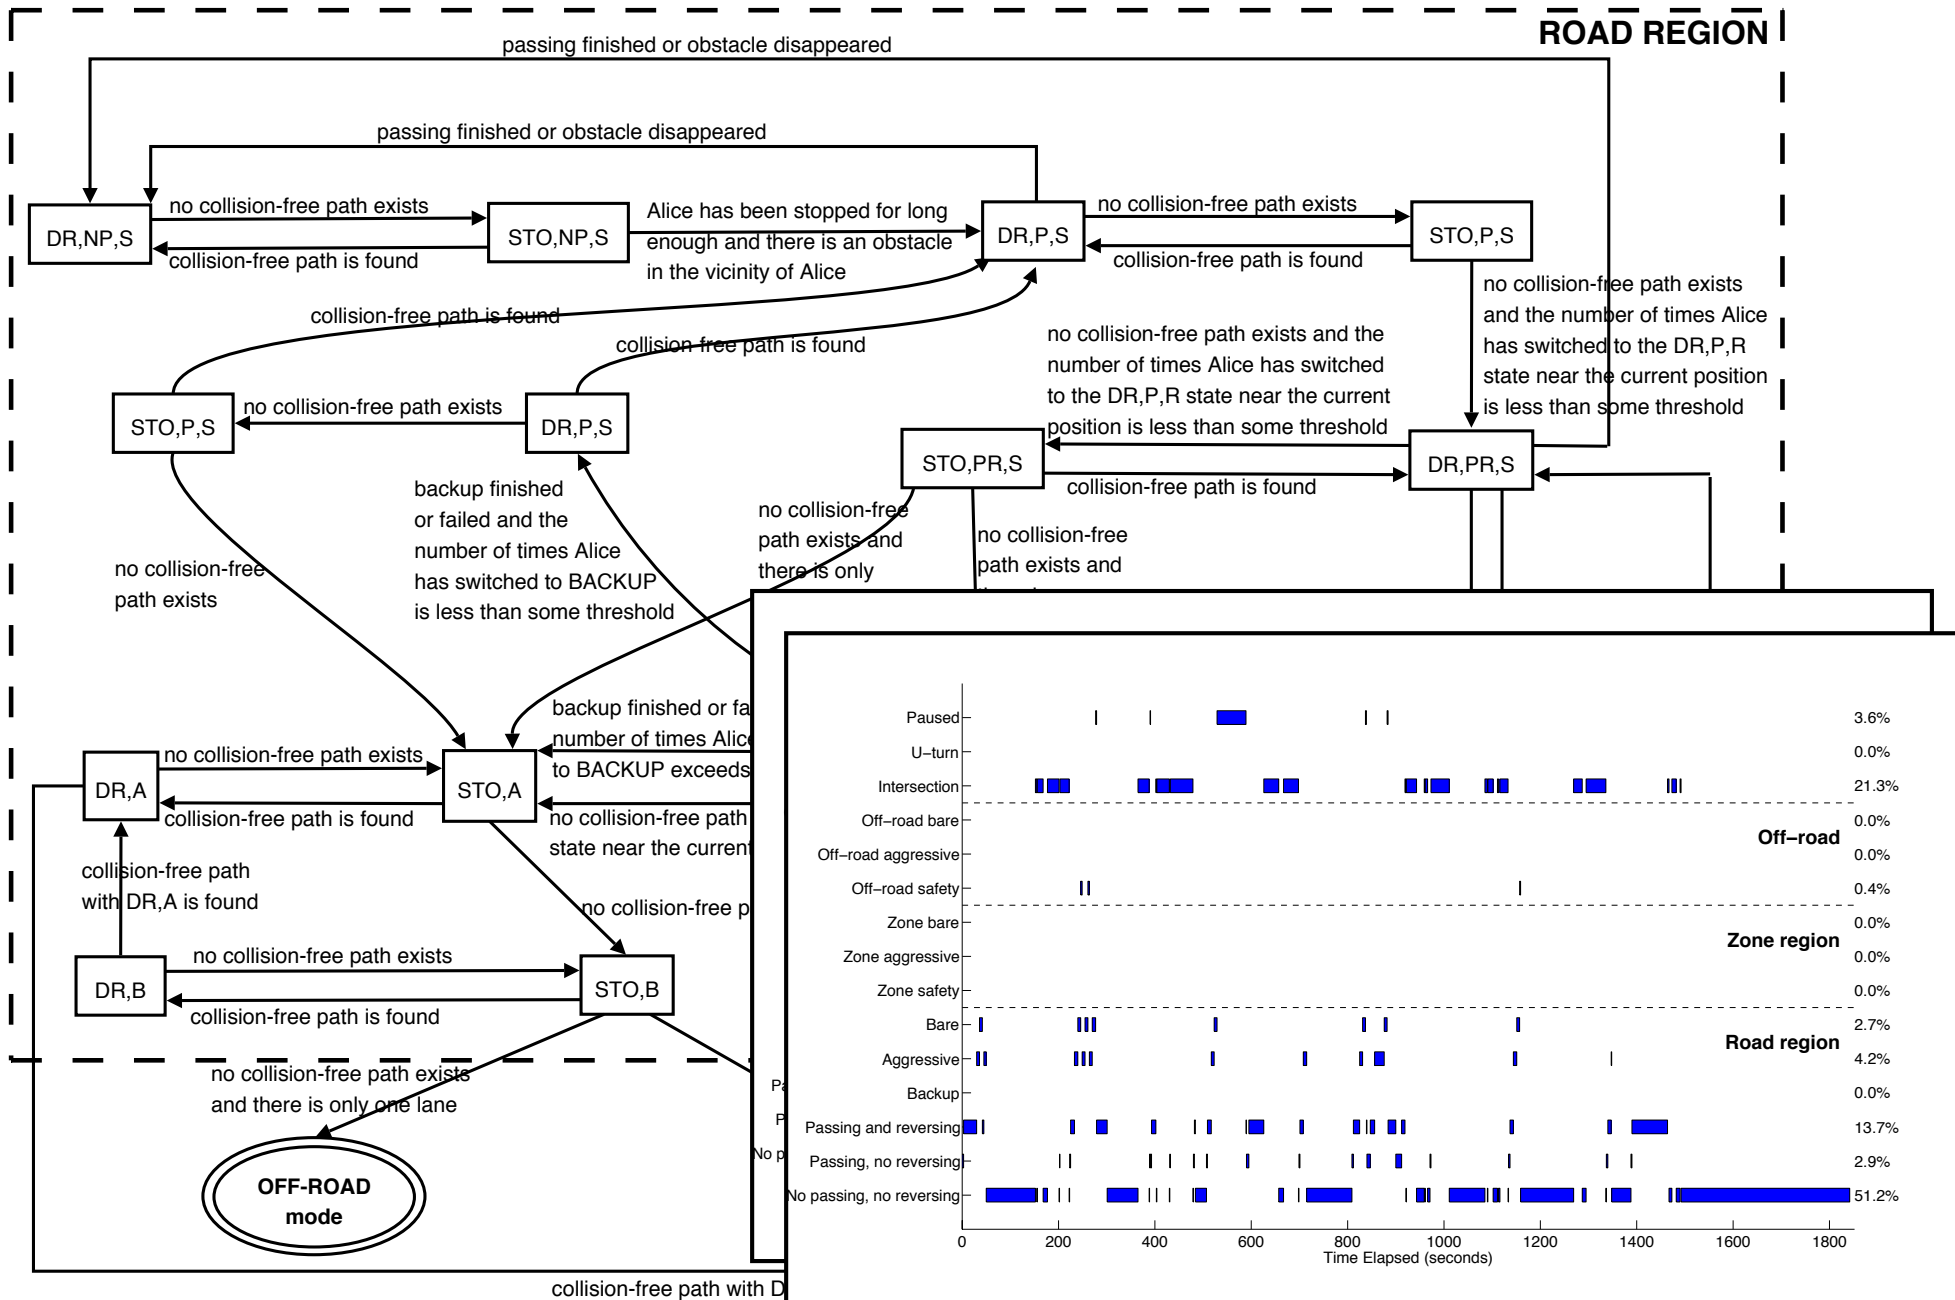 ROAD REGION
passing finished or obstacle disappeared
passing finished or obstacle disappeared
DR,NP,S
no collision-free path exists
collision-free path is found
STO,NP,S
Alice has been stopped for long
enough and there is an obstacle
in the vicinity of Alice
DR,P,S
no collision-free path exists
collision-free path is found
STO,P,S
no collision-free path exists
and the number of times Alice
has switched to the DR,P,R
state near the current position
is less than some threshold
collision-free path is found
collision-free path is found
no collision-free path exists and the
number of times Alice has switched
to the DR,P,R state near the current
position is less than some threshold
STO,P,S
no collision-free path exists
DR,P,S
STO,PR,S
collision-free path is found
DR,PR,S
backup finished
or failed and the
number of times Alice
has switched to BACKUP
is less than some threshold
no collision-free
path exists and
there is only
no collision-free
path exists and
no collision-free
path exists
backup finished or fa
number of times Alice
to BACKUP exceeds
DR,A
no collision-free path exists
collision-free path is found
STO,A
no collision-free path
state near the current
collision-free path
with DR,A is found
no collision-free p
DR,B
no collision-free path exists
collision-free path is found
STO,B
no collision-free path exists
and there is only one lane
OFF-ROAD
mode
collision-free path with D
Pa
P
No p
Paused
3.6%
U−turn
0.0%
Intersection
21.3%
Off−road bare
0.0%
Off−road
Off−road aggressive
0.0%
Off−road safety
0.4%
Zone bare
0.0%
Zone region
Zone aggressive
0.0%
Zone safety
0.0%
Bare
2.7%
Road region
Aggressive
4.2%
Backup
0.0%
Passing and reversing
13.7%
Passing, no reversing
2.9%
No passing, no reversing
51.2%
0 200 400 600 800 1000 1200 1400 1600 1800
Time Elapsed (seconds)